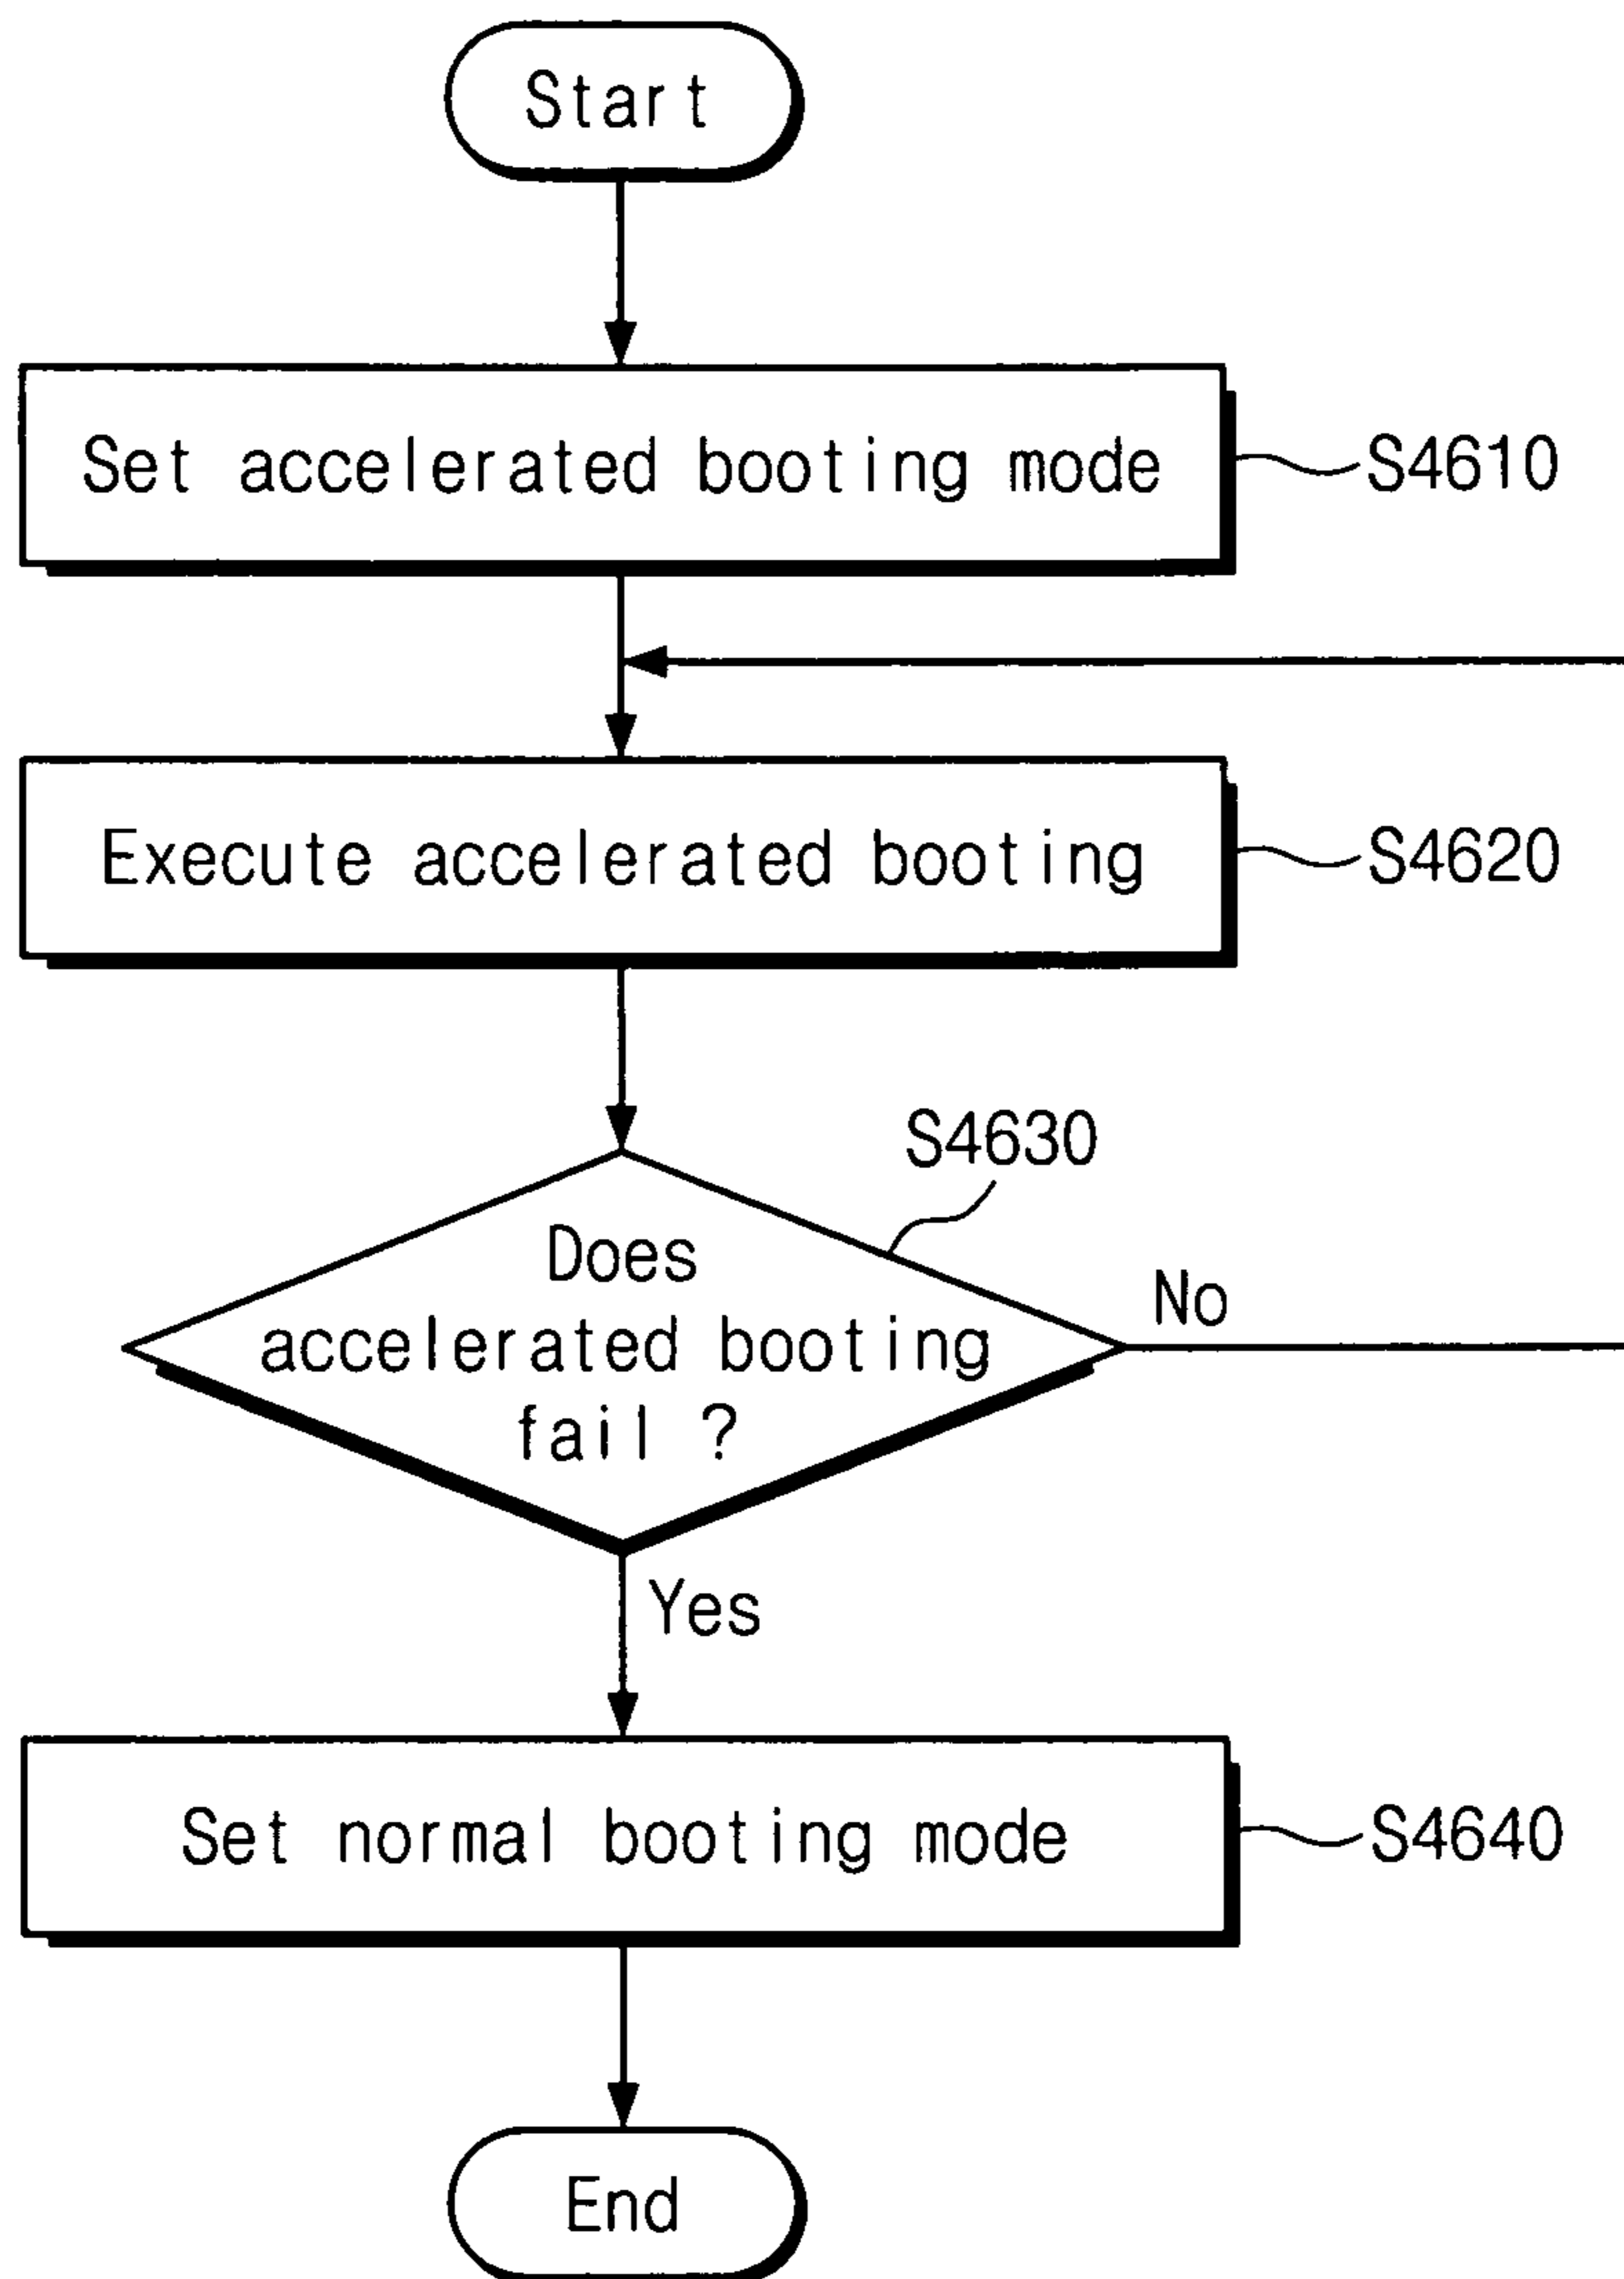 Start
Set accelerated booting mode
S4610
Execute accelerated booting
S4620
S4630
Does
accelerated booting
fail ?
No
Yes
Set normal booting mode
S4640
End